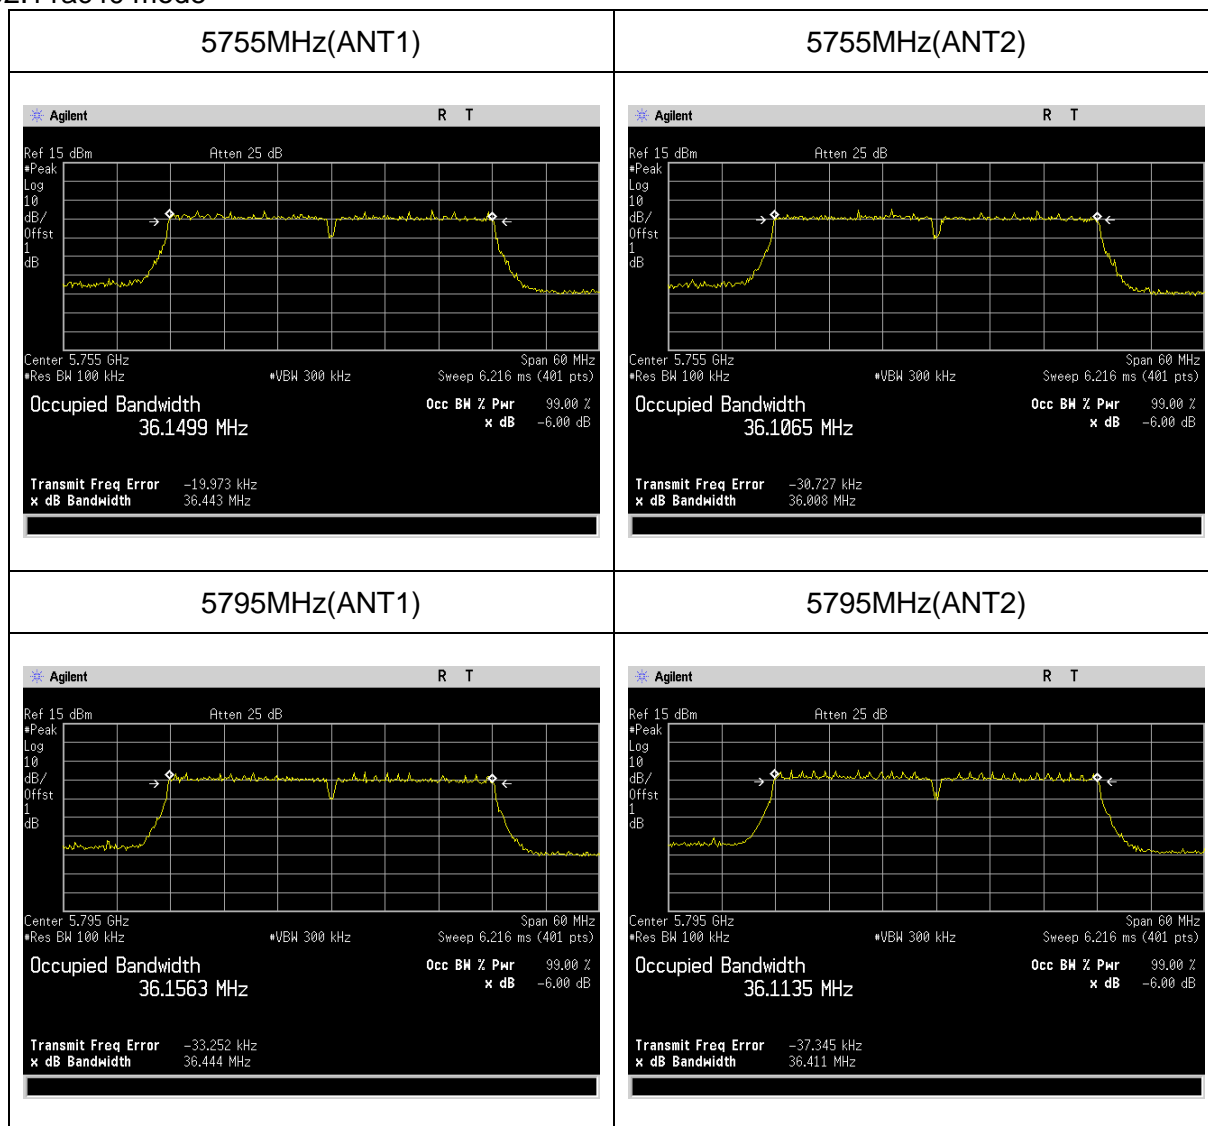 5755MHz(ANT1) 5755MHz(ANT2)
Agilent R T
Ref 15 dBm Atten 25 dB
#Peak
Log
10
dB/
Offst
1
dB
Center 5.755 GHz Span 60 MHz
#Res BW 100 kHz #VBW 300 kHz Sweep 6.216 ms (401 pts)
Occupied Bandwidth Occ BW % Pwr 99.00 %
36.1499 MHz x dB -6.00 dB
Transmit Freq Error -19.973 kHz
x dB Bandwidth 36.443 MHz
Agilent R T
Ref 15 dBm Atten 25 dB
#Peak
Log
10
dB/
Offst
1
dB
Center 5.755 GHz Span 60 MHz
#Res BW 100 kHz #VBW 300 kHz Sweep 6.216 ms (401 pts)
Occupied Bandwidth Occ BW % Pwr 99.00 %
36.1065 MHz x dB -6.00 dB
Transmit Freq Error -30.727 kHz
x dB Bandwidth 36.008 MHz
5795MHz(ANT1) 5795MHz(ANT2)
Agilent R T
Ref 15 dBm Atten 25 dB
#Peak
Log
10
dB/
Offst
1
dB
Center 5.795 GHz Span 60 MHz
#Res BW 100 kHz #VBW 300 kHz Sweep 6.216 ms (401 pts)
Occupied Bandwidth Occ BW % Pwr 99.00 %
36.1563 MHz x dB -6.00 dB
Transmit Freq Error -33.252 kHz
x dB Bandwidth 36.444 MHz
Agilent R T
Ref 15 dBm Atten 25 dB
#Peak
Log
10
dB/
Offst
1
dB
Center 5.795 GHz Span 60 MHz
#Res BW 100 kHz #VBW 300 kHz Sweep 6.216 ms (401 pts)
Occupied Bandwidth Occ BW % Pwr 99.00 %
36.1135 MHz x dB -6.00 dB
Transmit Freq Error -37.345 kHz
x dB Bandwidth 36.411 MHz